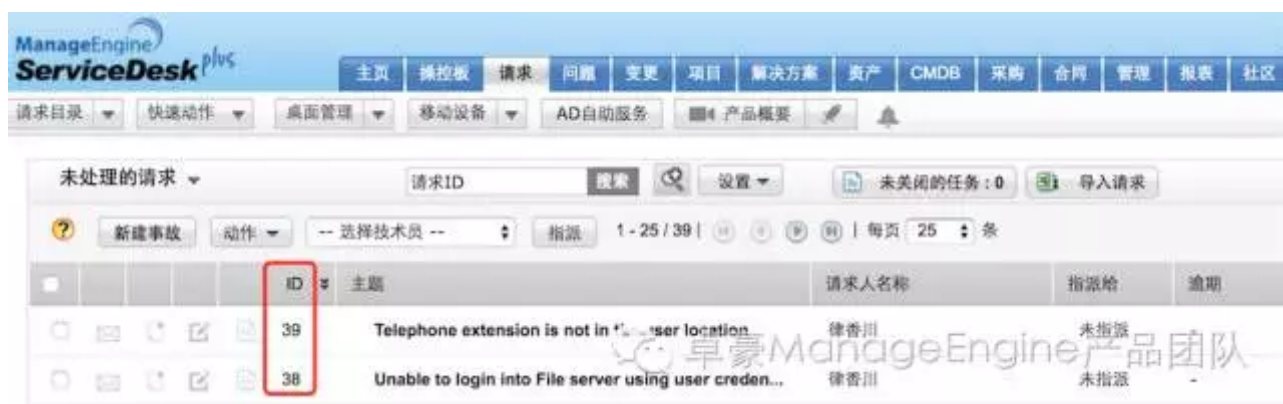 ManageEngine
ServiceDesk plus
主页 操控板 请求 问题 变更 项目 解决方案 资产 CMDB 采购 合同 管理 报表 社区
请求目录 快速动作 桌面管理 移动设备 AD自助服务 产品概要
未处理的请求 请求ID 搜索 设置 未关闭的任务：0 导入请求
? 新建事故 动作 -- 选择技术员 -- 指派 1 - 25 / 39 | | 每页 25 条
ID 主题 请求人名称 指派给 逾期
39 Telephone extension is not in the user location 律香川 未指派
卓豪ManageEngine产品团队
38 Unable to login into File server using user creden... 律香川 未指派 -